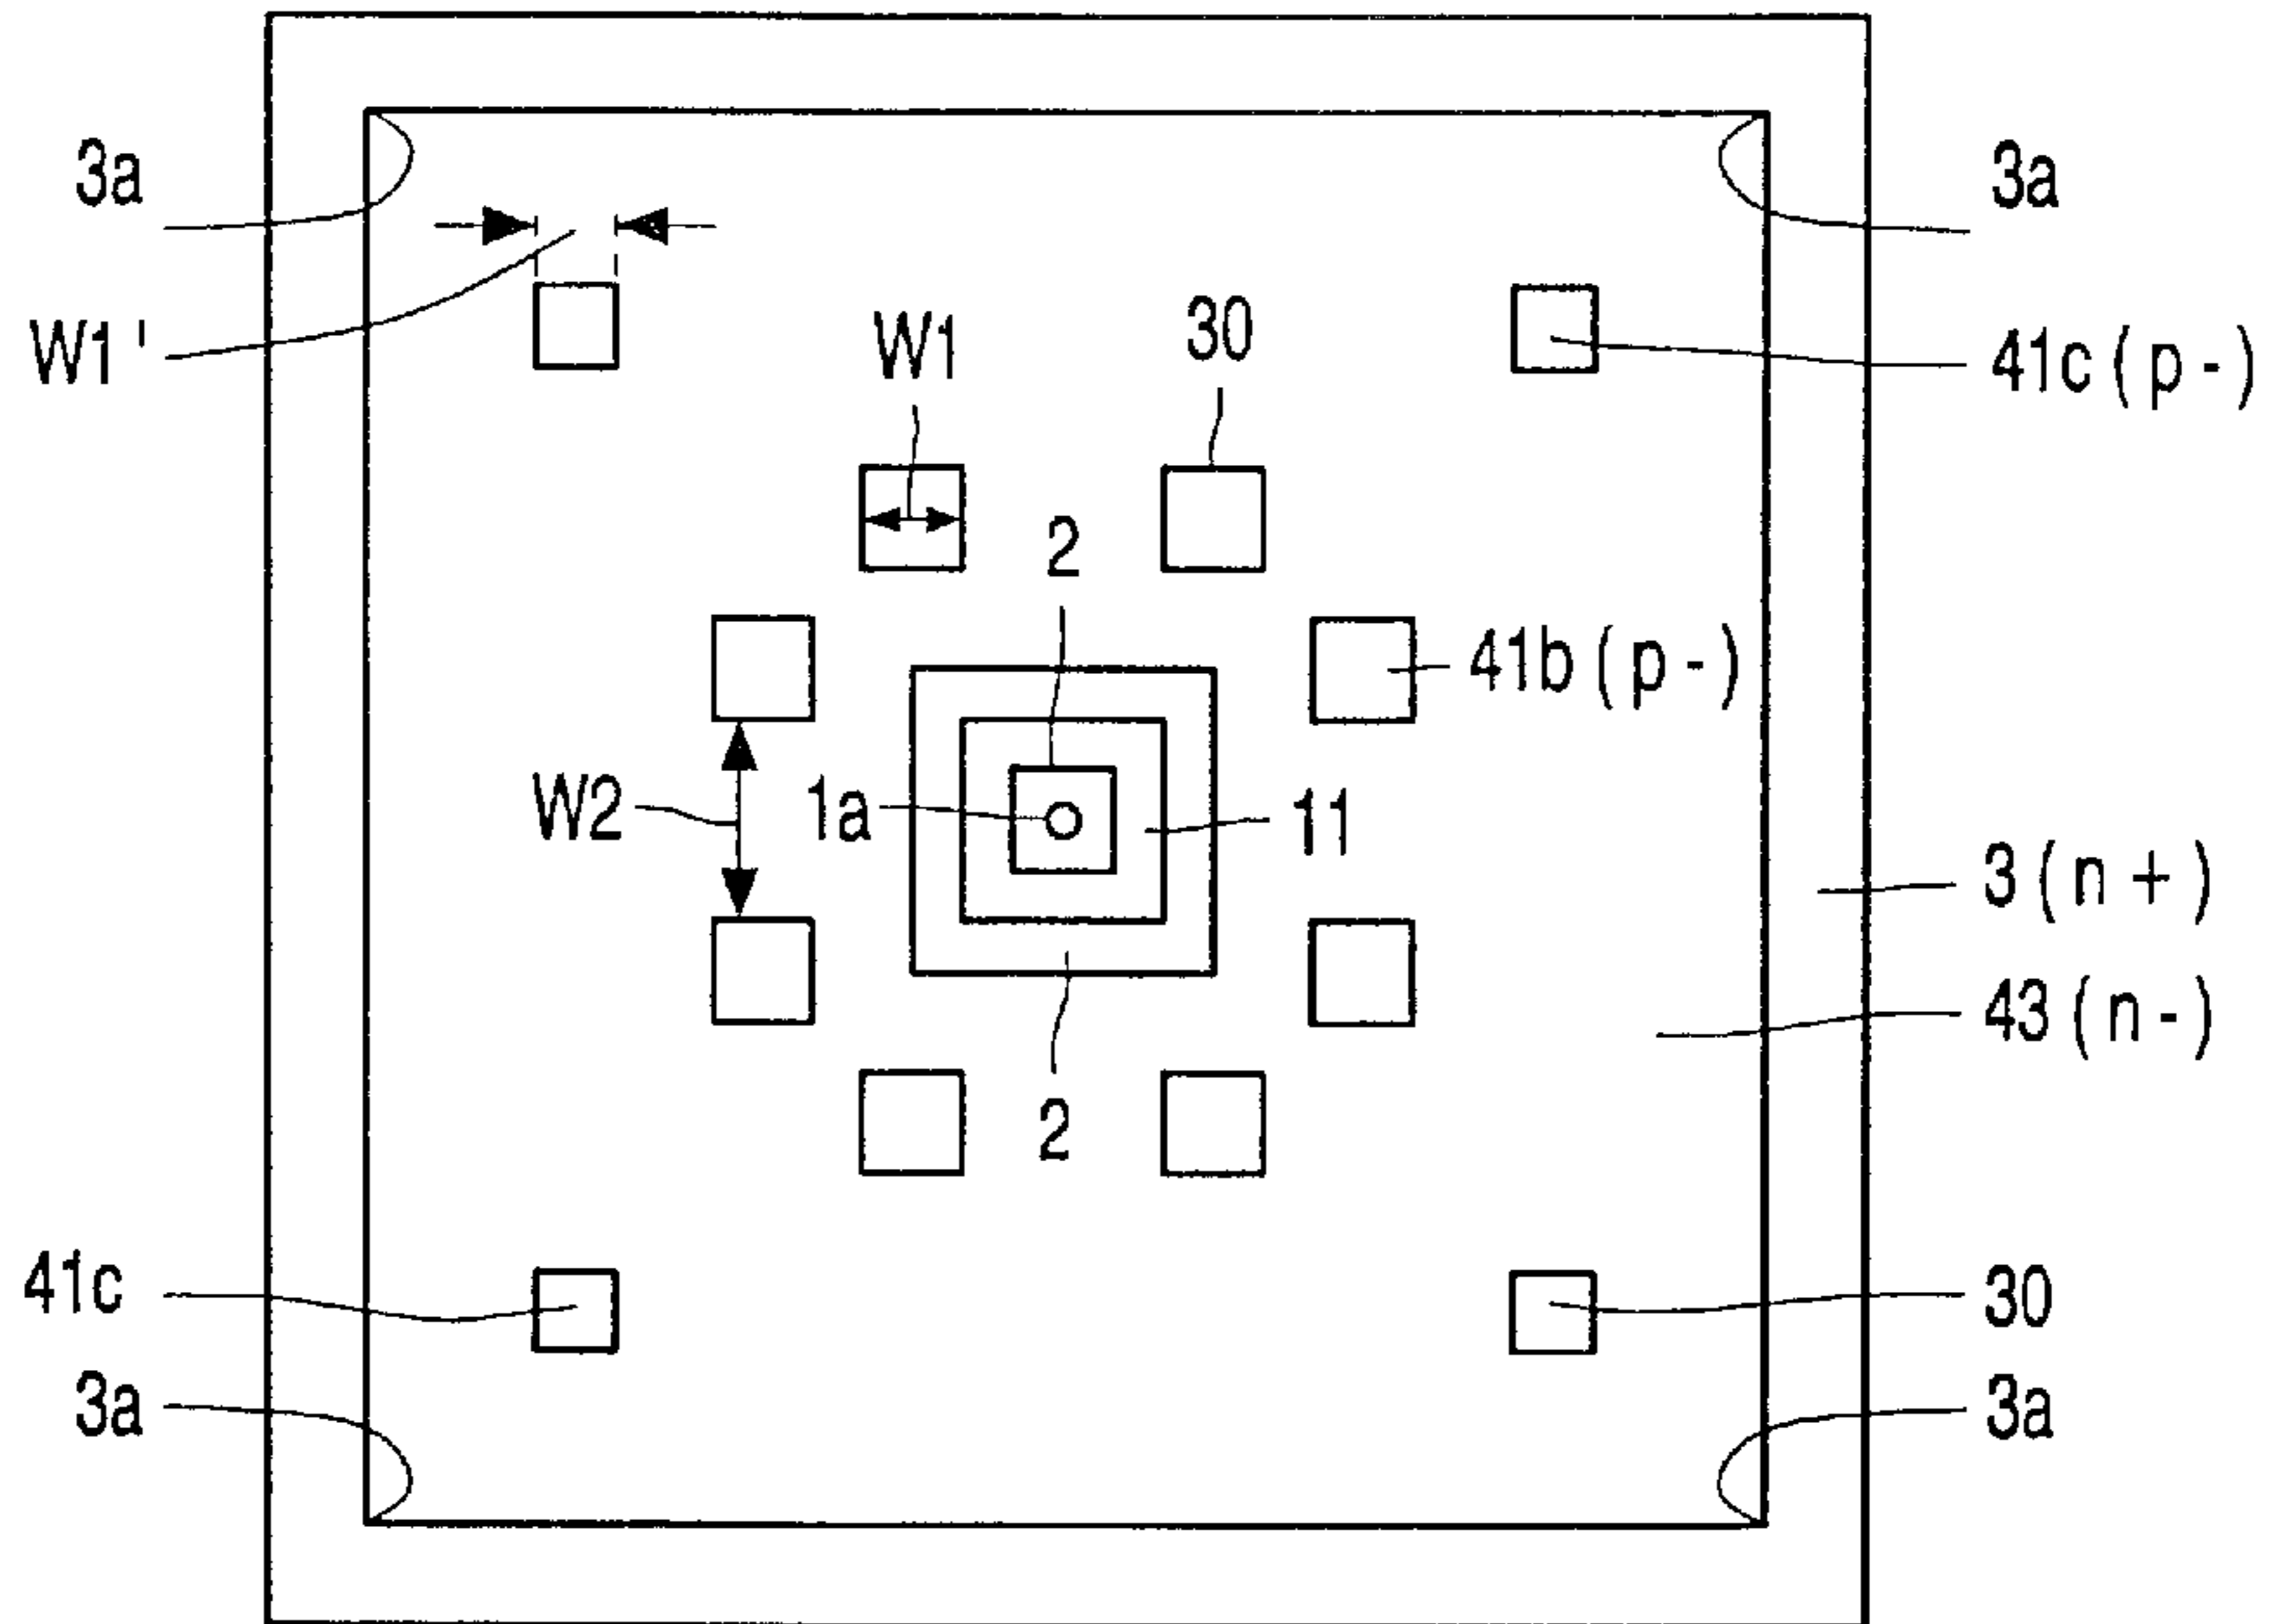 3a
3a
W1'
W1
30
41c ( p - )
2
41b ( p - )
W2
1a
11
3 ( n + )
43 ( n - )
2
41c
30
3a
3a